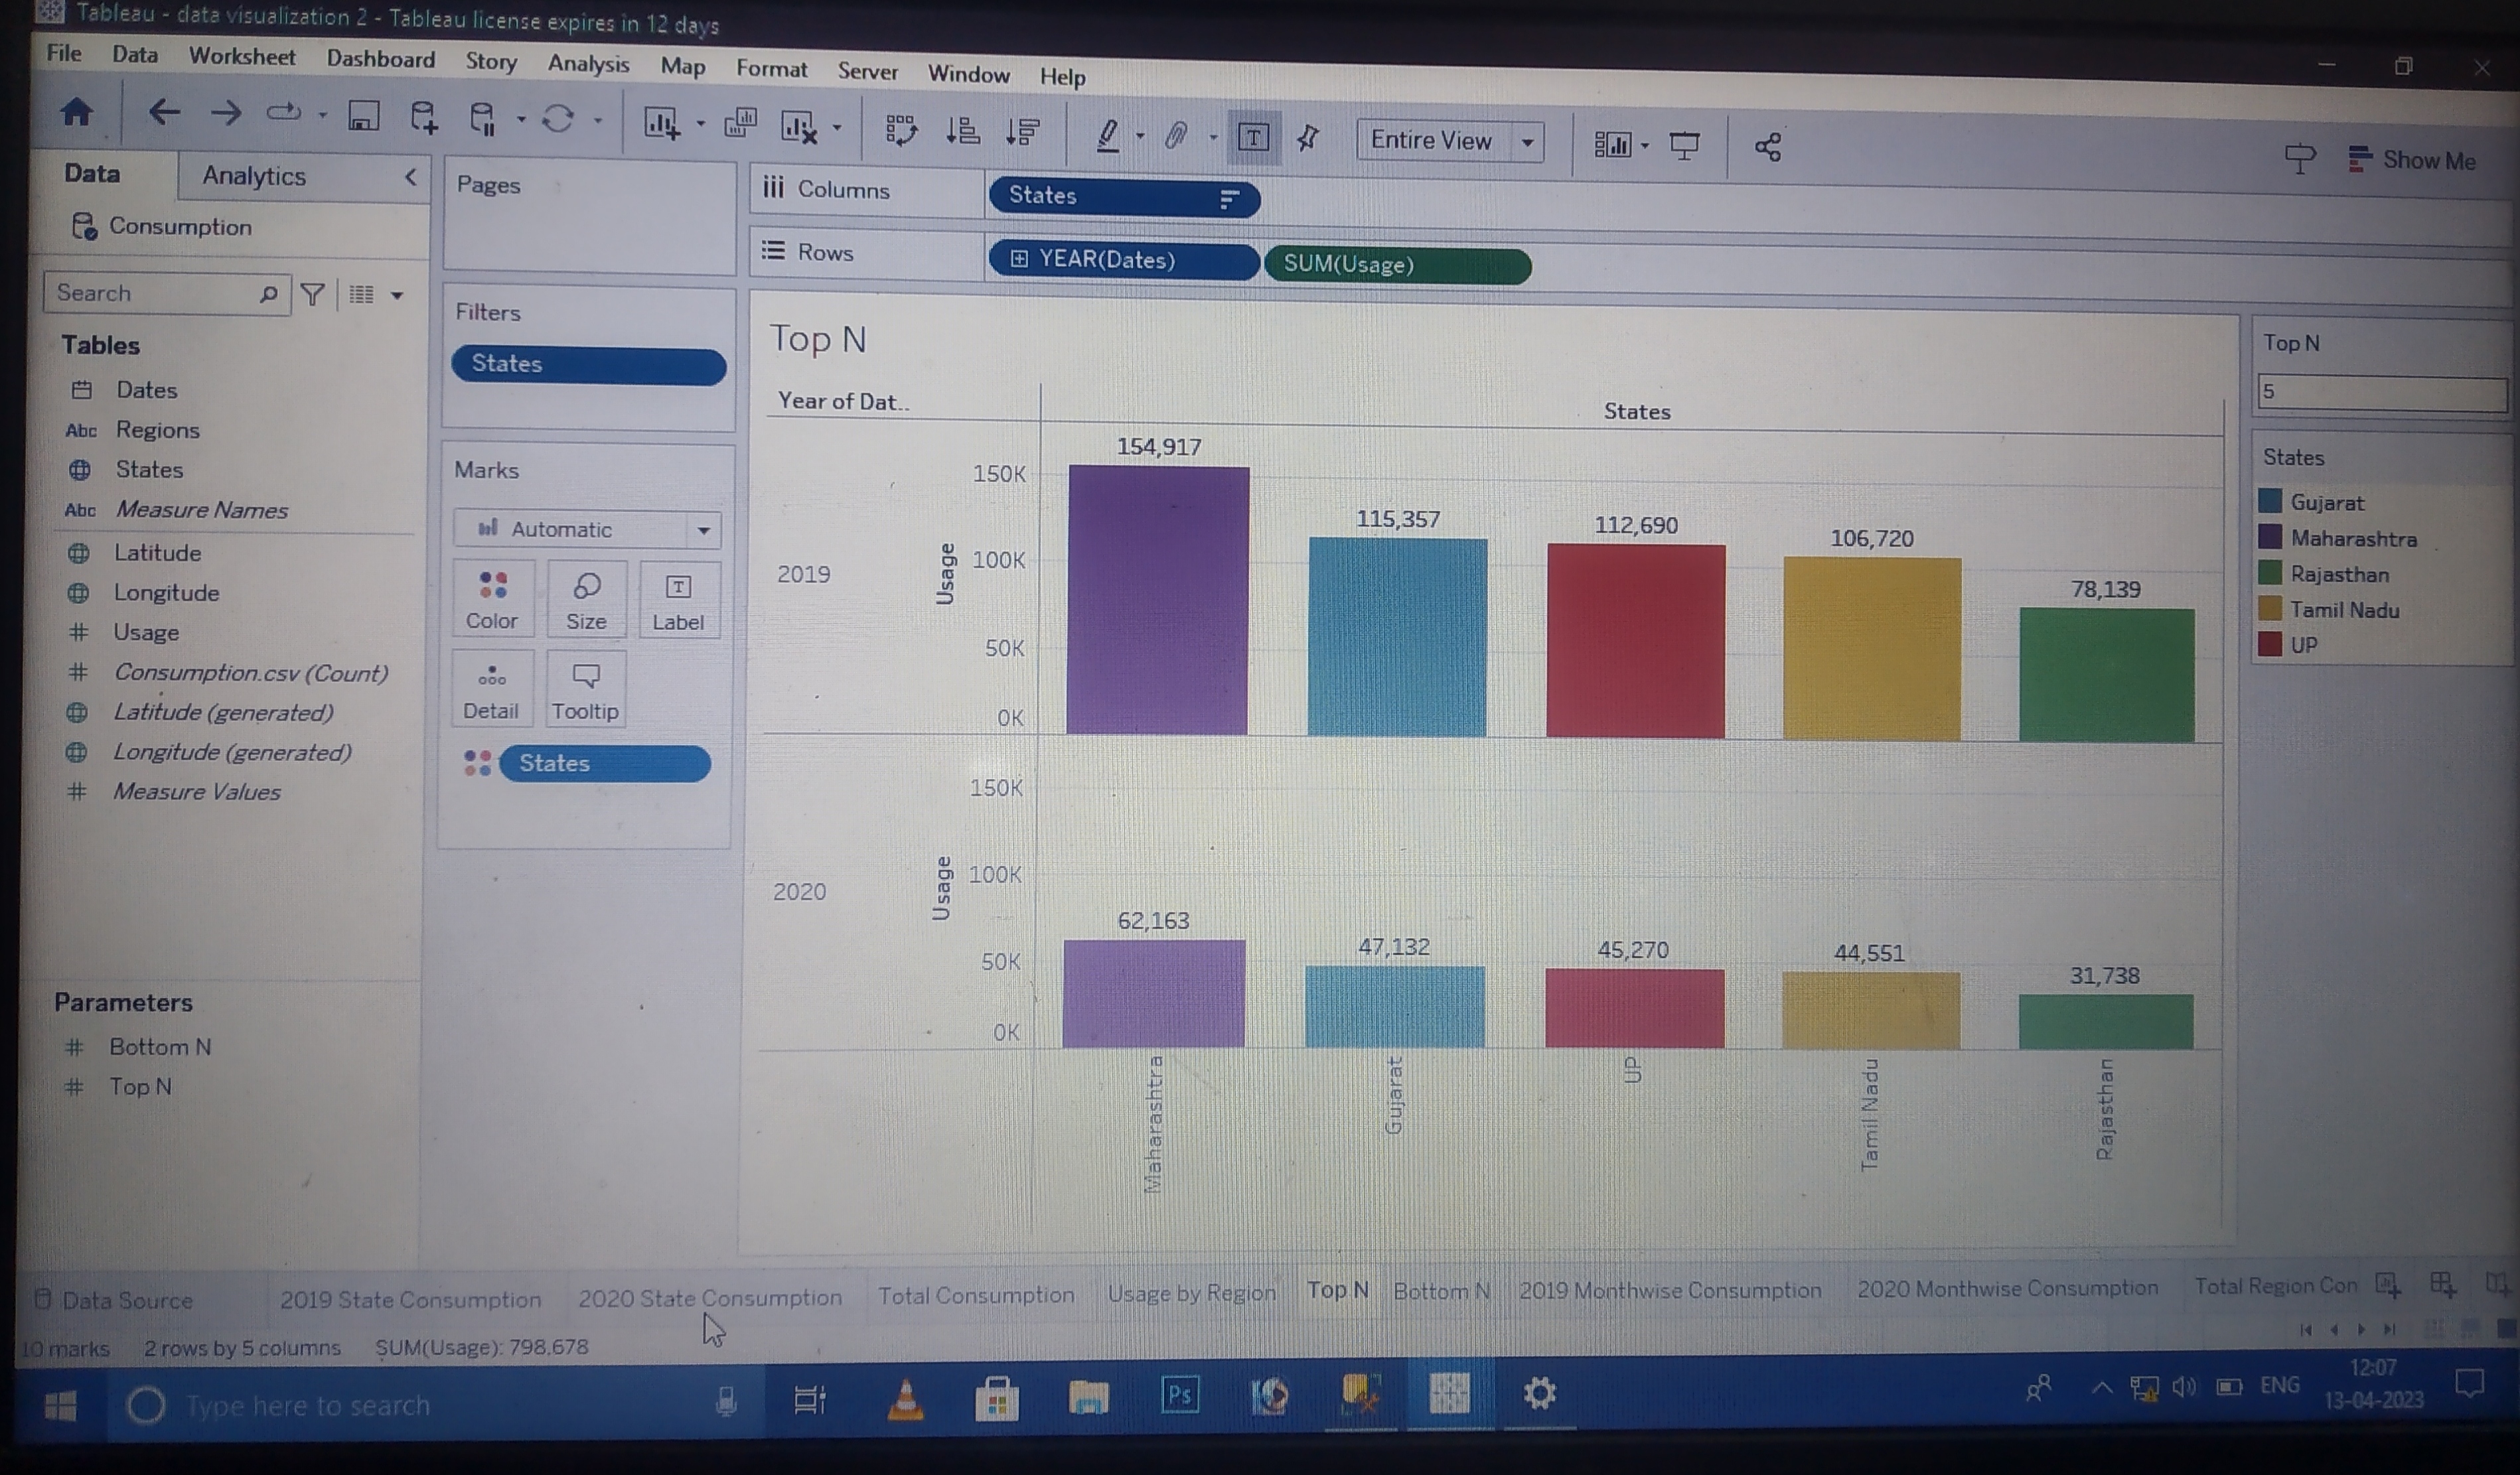 Tableau - data visualization 2 - Tableau license expires in 12 days
File Data Worksheet Dashboard Story Analysis Map Format Server Window Help
Entire View
Show Me
Data
Analytics
Consumption
Search
Tables
Dates
Abc Regions
States
Abc Measure Names
Latitude
Longitude
# Usage
# Consumption.csv (Count)
Latitude (generated)
Longitude (generated)
# Measure Values
Parameters
# Bottom N
# Top N
Pages
Filters
States
Marks
Automatic
Color Size Label
Detail Tooltip
States
Columns States
Rows YEAR(Dates) SUM(Usage)
Top N
Year of Dat..
States
154,917
115,357
112,690
106,720
78,139
2019
Usage
150K
100K
50K
0K
2020
Usage
150K
100K
50K
0K
62,163
47,132
45,270
44,551
31,738
Maharashtra
Gujarat
UP
Tamil Nadu
Rajasthan
Top N
5
States
Gujarat
Maharashtra
Rajasthan
Tamil Nadu
UP
Data Source 2019 State Consumption 2020 State Consumption Total Consumption Usage by Region Top N Bottom N 2019 Monthwise Consumption 2020 Monthwise Consumption Total Region Con
10 marks 2 rows by 5 columns SUM(Usage): 798,678
Type here to search
Ps
ENG
12:07
13-04-2023